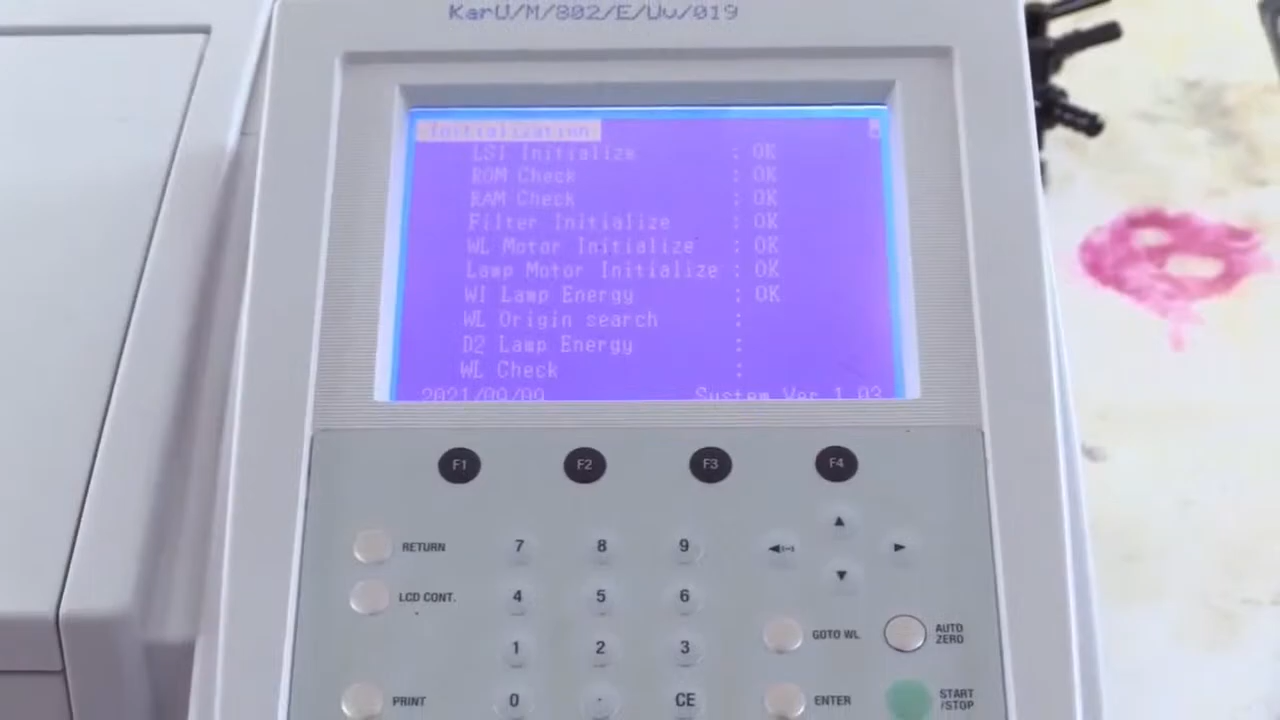 KarU/M/802/E/Uv/019
Initialization
LSI Initialize : OK
ROM Check : OK
RAM Check : OK
Filter Initialize : OK
WL Motor Initialize : OK
Lamp Motor Initialize : OK
WI Lamp Energy : OK
WL Origin search :
D2 Lamp Energy :
WL Check :
System Ver 1.03
F1 F2 F3 F4
RETURN 7 8 9
LCD CONT. 4 5 6
GOTO WL AUTO ZERO
1 2 3
PRINT 0 . CE ENTER START /STOP